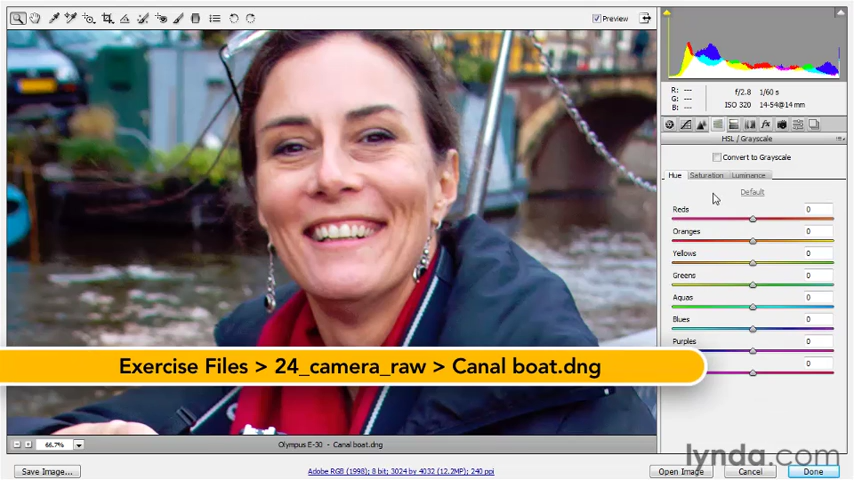 Preview
R: ---
G: ---
B: ---
f/2.8 1/60 s
ISO 320 14-54@14 mm
HSL / Grayscale
Convert to Grayscale
Hue Saturation Luminance
Default
Reds 0
Oranges 0
Yellows 0
Greens 0
Aquas 0
Blues 0
Purples 0
0
Exercise Files > 24_camera_raw > Canal boat.dng
66.7%
Olympus E-30 - Canal boat.dng
lynda.com
Save Image...
Adobe RGB (1998); 8 bit; 3024 by 4032 (12.2MP); 240 ppi
Open Image
Cancel
Done